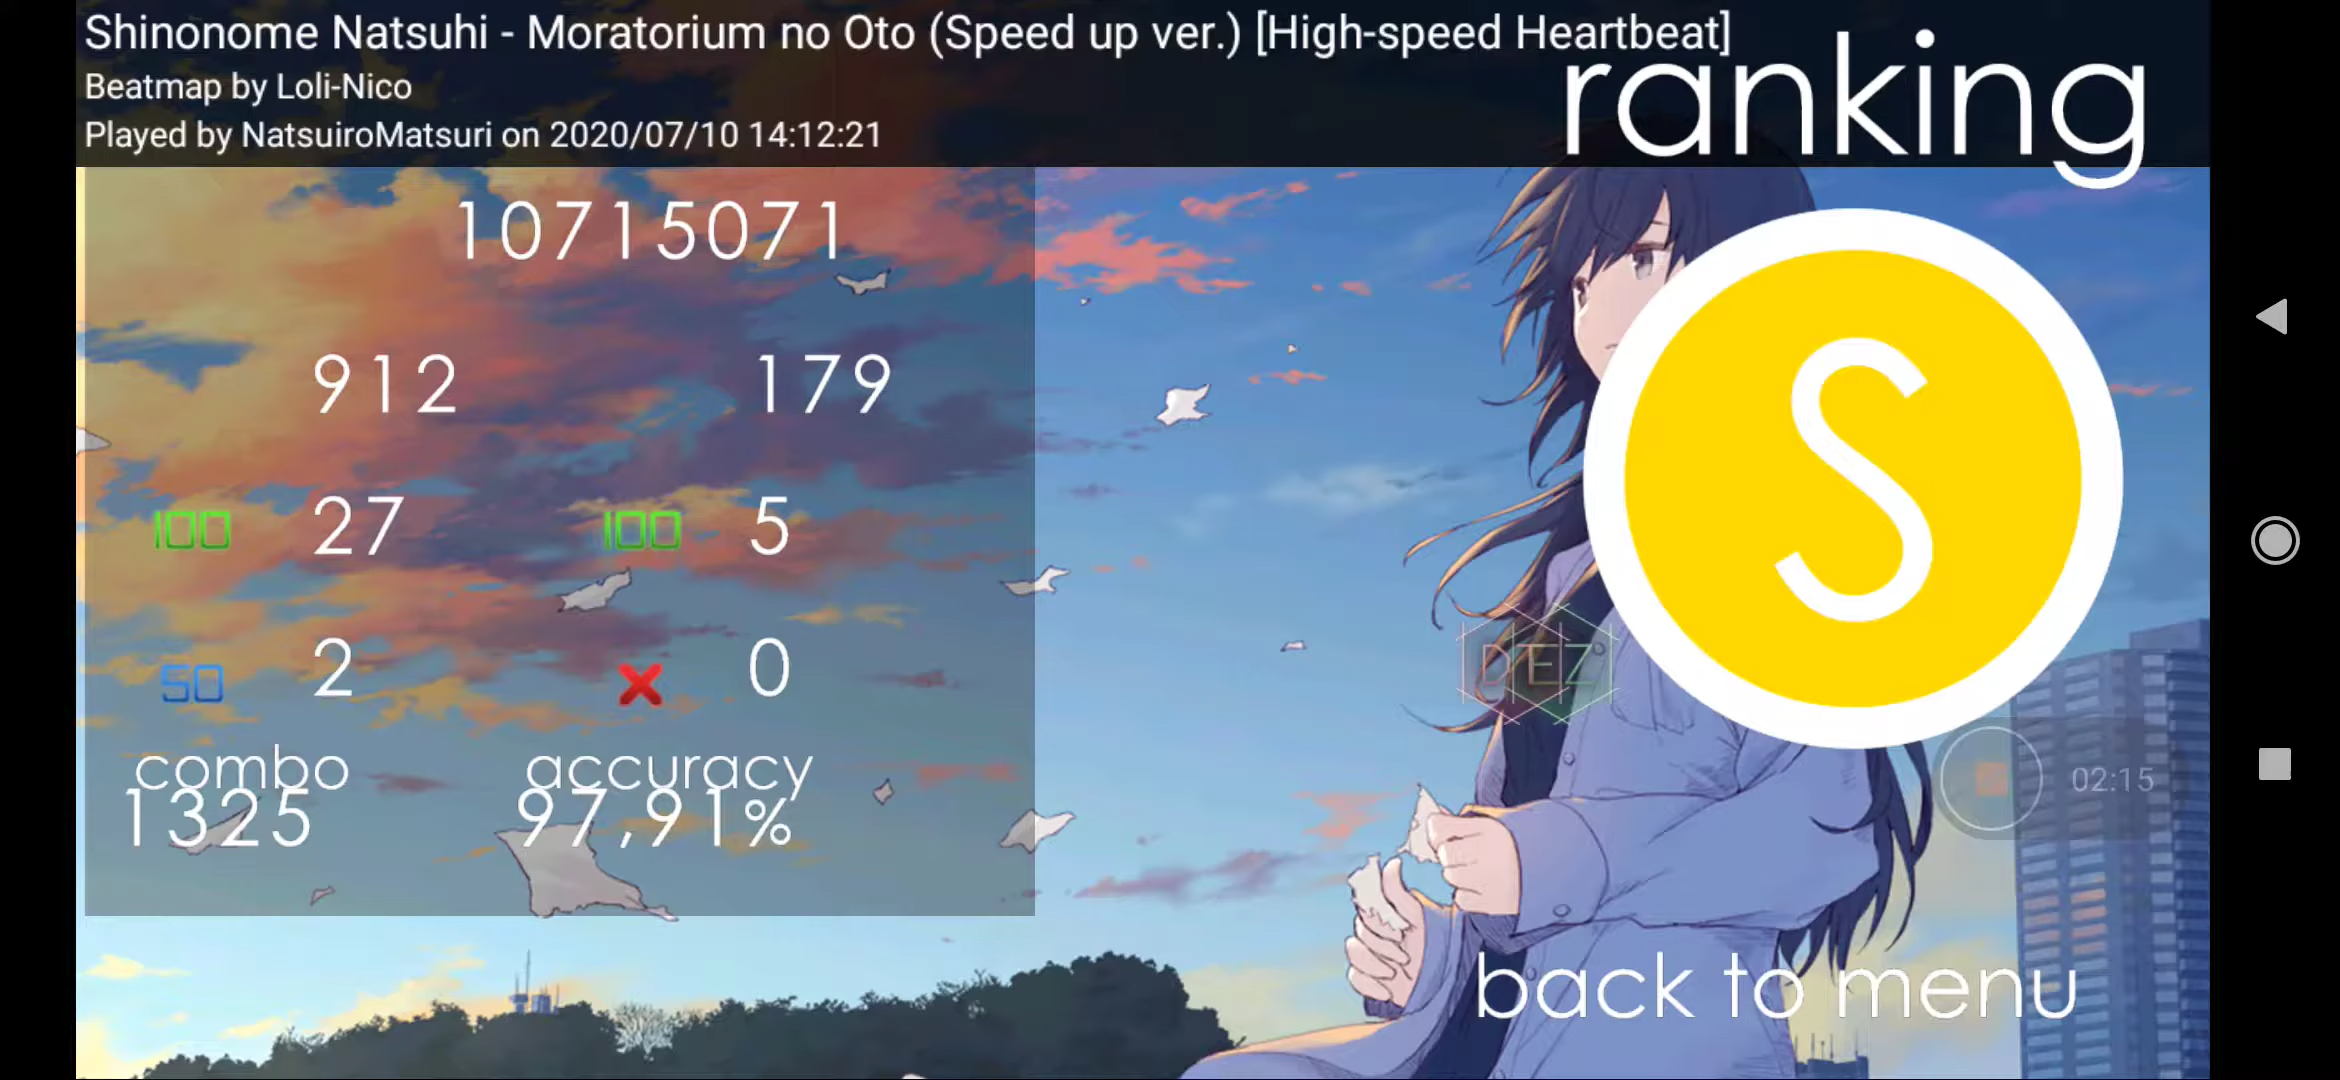 Shinonome Natsuhi - Moratorium no Oto (Speed up ver.) [High-speed Heartbeat]
Beatmap by Loli-Nico
Played by NatsuiroMatsuri on 2020/07/10 14:12:21
ranking
10715071
912 179
100 27 100 5
50 2 0
combo accuracy
1325 97,91%
S
DEZ
02:15
back to menu